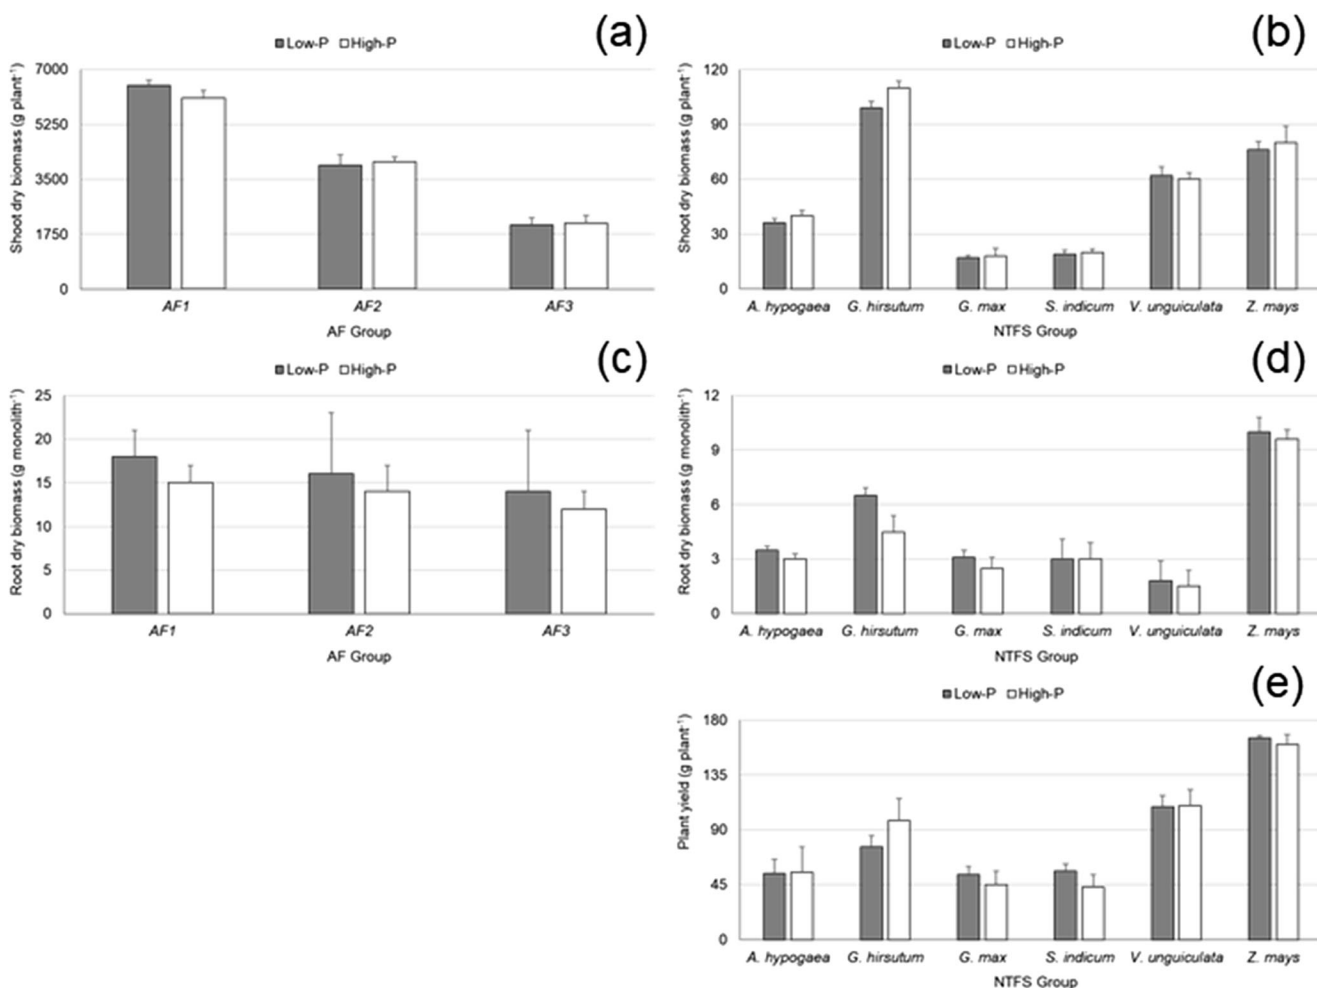 (a)
Low-P High-P
Shoot dry biomass (g plant⁻¹)
7000
5250
3500
1750
0
AF1 AF2 AF3
AF Group
(b)
Low-P High-P
Shoot dry biomass (g plant⁻¹)
120
90
60
30
0
A. hypogaea G. hirsutum G. max S. indicum V. unguiculata Z. mays
NTFS Group
(c)
Low-P High-P
Root dry biomass (g monolith⁻¹)
25
20
15
10
5
0
AF1 AF2 AF3
AF Group
(d)
Low-P High-P
Root dry biomass (g monolith⁻¹)
12
9
6
3
0
A. hypogaea G. hirsutum G. max S. indicum V. unguiculata Z. mays
NTFS Group
(e)
Low-P High-P
Plant yield (g plant⁻¹)
180
135
90
45
0
A. hypogaea G. hirsutum G. max S. indicum V. unguiculata Z. mays
NTFS Group